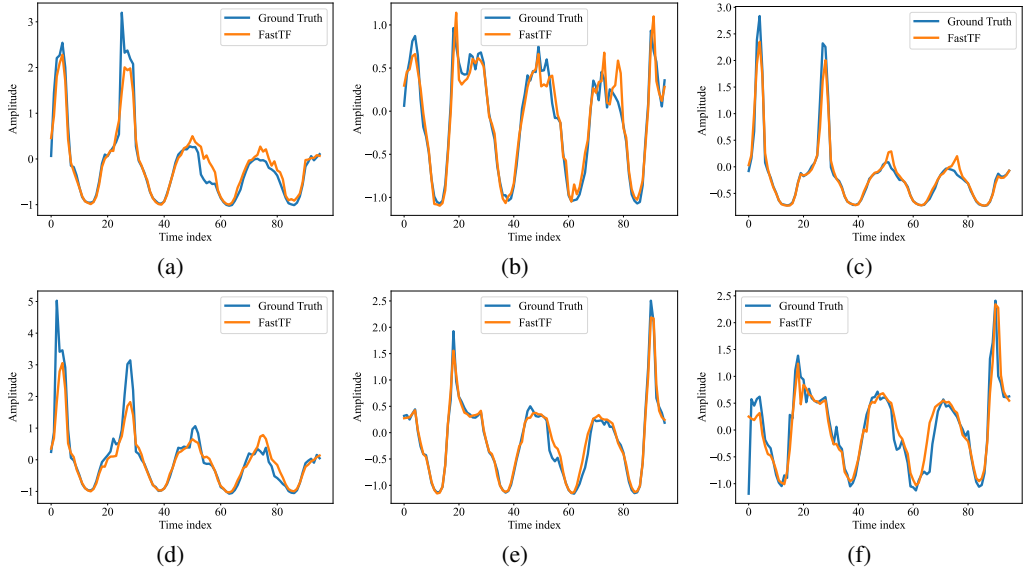 Ground Truth
FastTF
Amplitude
3
2
1
0
−1
0 20 40 60 80
Time index
(a)
Ground Truth
FastTF
Amplitude
1.0
0.5
0.0
−0.5
−1.0
0 20 40 60 80
Time index
(b)
Ground Truth
FastTF
Amplitude
3.0
2.5
2.0
1.5
1.0
0.5
0.0
−0.5
0 20 40 60 80
Time index
(c)
Ground Truth
FastTF
Amplitude
5
4
3
2
1
0
−1
0 20 40 60 80
Time index
(d)
Ground Truth
FastTF
Amplitude
2.5
2.0
1.5
1.0
0.5
0.0
−0.5
−1.0
0 20 40 60 80
Time index
(e)
Ground Truth
FastTF
Amplitude
2.5
2.0
1.5
1.0
0.5
0.0
−0.5
−1.0
0 20 40 60 80
Time index
(f)